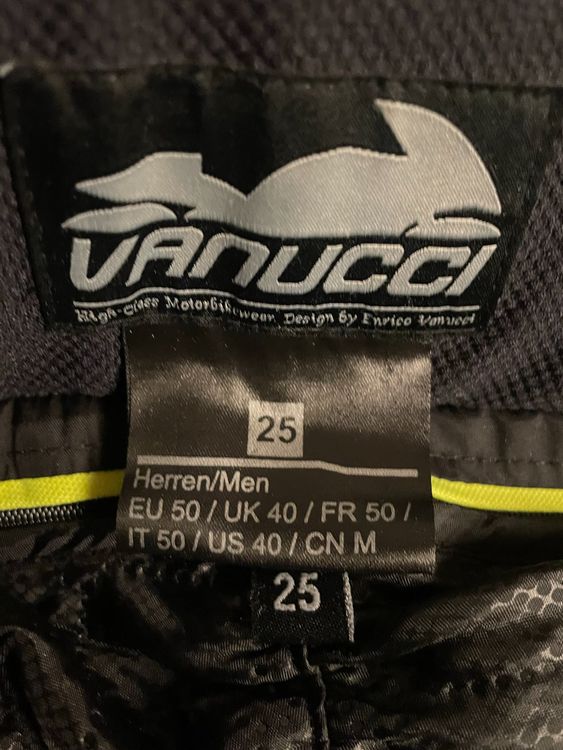 VANUCCI
High-Class Motorbikewear Design by Enrico Vanucci
25
Herren/Men
EU 50 / UK 40 / FR 50 /
IT 50 / US 40 / CN M
25